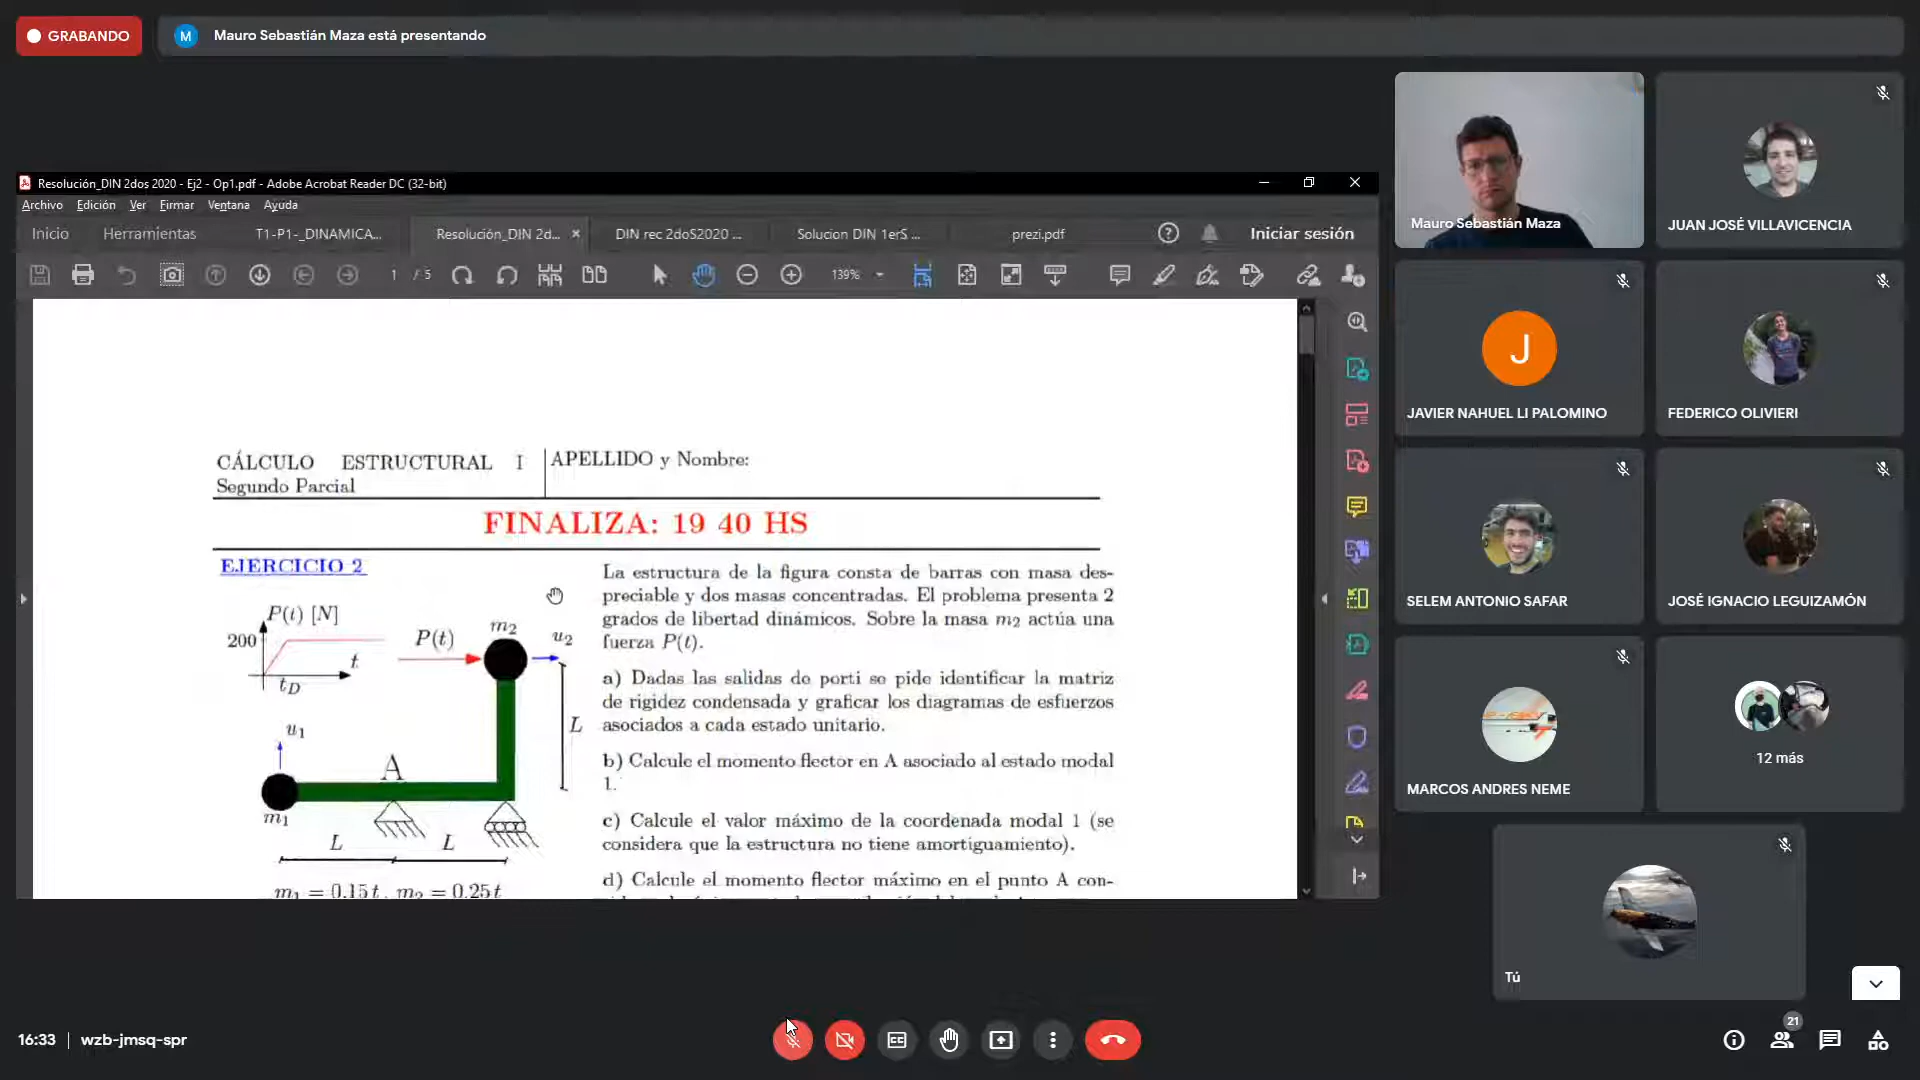 GRABANDO
M
Mauro Sebastián Maza está presentando
Resolución_DIN 2dos 2020 - Ej2 - Op1.pdf - Adobe Acrobat Reader DC (32-bit)
Archivo Edición Ver Firmar Ventana Ayuda
Inicio Herramientas T1-P1-_DINAMICA... Resolución_DIN 2d... × DIN rec 2doS2020 ... Solucion DIN 1erS ... prezi.pdf Iniciar sesión
1 / 5 139%
CÁLCULO ESTRUCTURAL I
Segundo Parcial
APELLIDO y Nombre:
FINALIZA: 19 40 HS
EJERCICIO 2
P(t) [N]
200
t
t_D
P(t)
m₂
u₂
L
u₁
A
m₁
L L
m₁ = 0.15 t , m₂ = 0.25 t
La estructura de la figura consta de barras con masa des-
preciable y dos masas concentradas. El problema presenta 2
grados de libertad dinámicos. Sobre la masa m₂ actúa una
fuerza P(t).
a) Dadas las salidas de porti se pide identificar la matriz
de rigidez condensada y graficar los diagramas de esfuerzos
asociados a cada estado unitario.
b) Calcule el momento flector en A asociado al estado modal
1.
c) Calcule el valor máximo de la coordenada modal 1 (se
considera que la estructura no tiene amortiguamiento).
d) Calcule el momento flector máximo en el punto A con-
Mauro Sebastián Maza
JUAN JOSÉ VILLAVICENCIA
J
JAVIER NAHUEL LI PALOMINO
FEDERICO OLIVIERI
SELEM ANTONIO SAFAR
JOSÉ IGNACIO LEGUIZAMÓN
MARCOS ANDRES NEME
12 más
Tú
16:33 | wzb-jmsq-spr
21